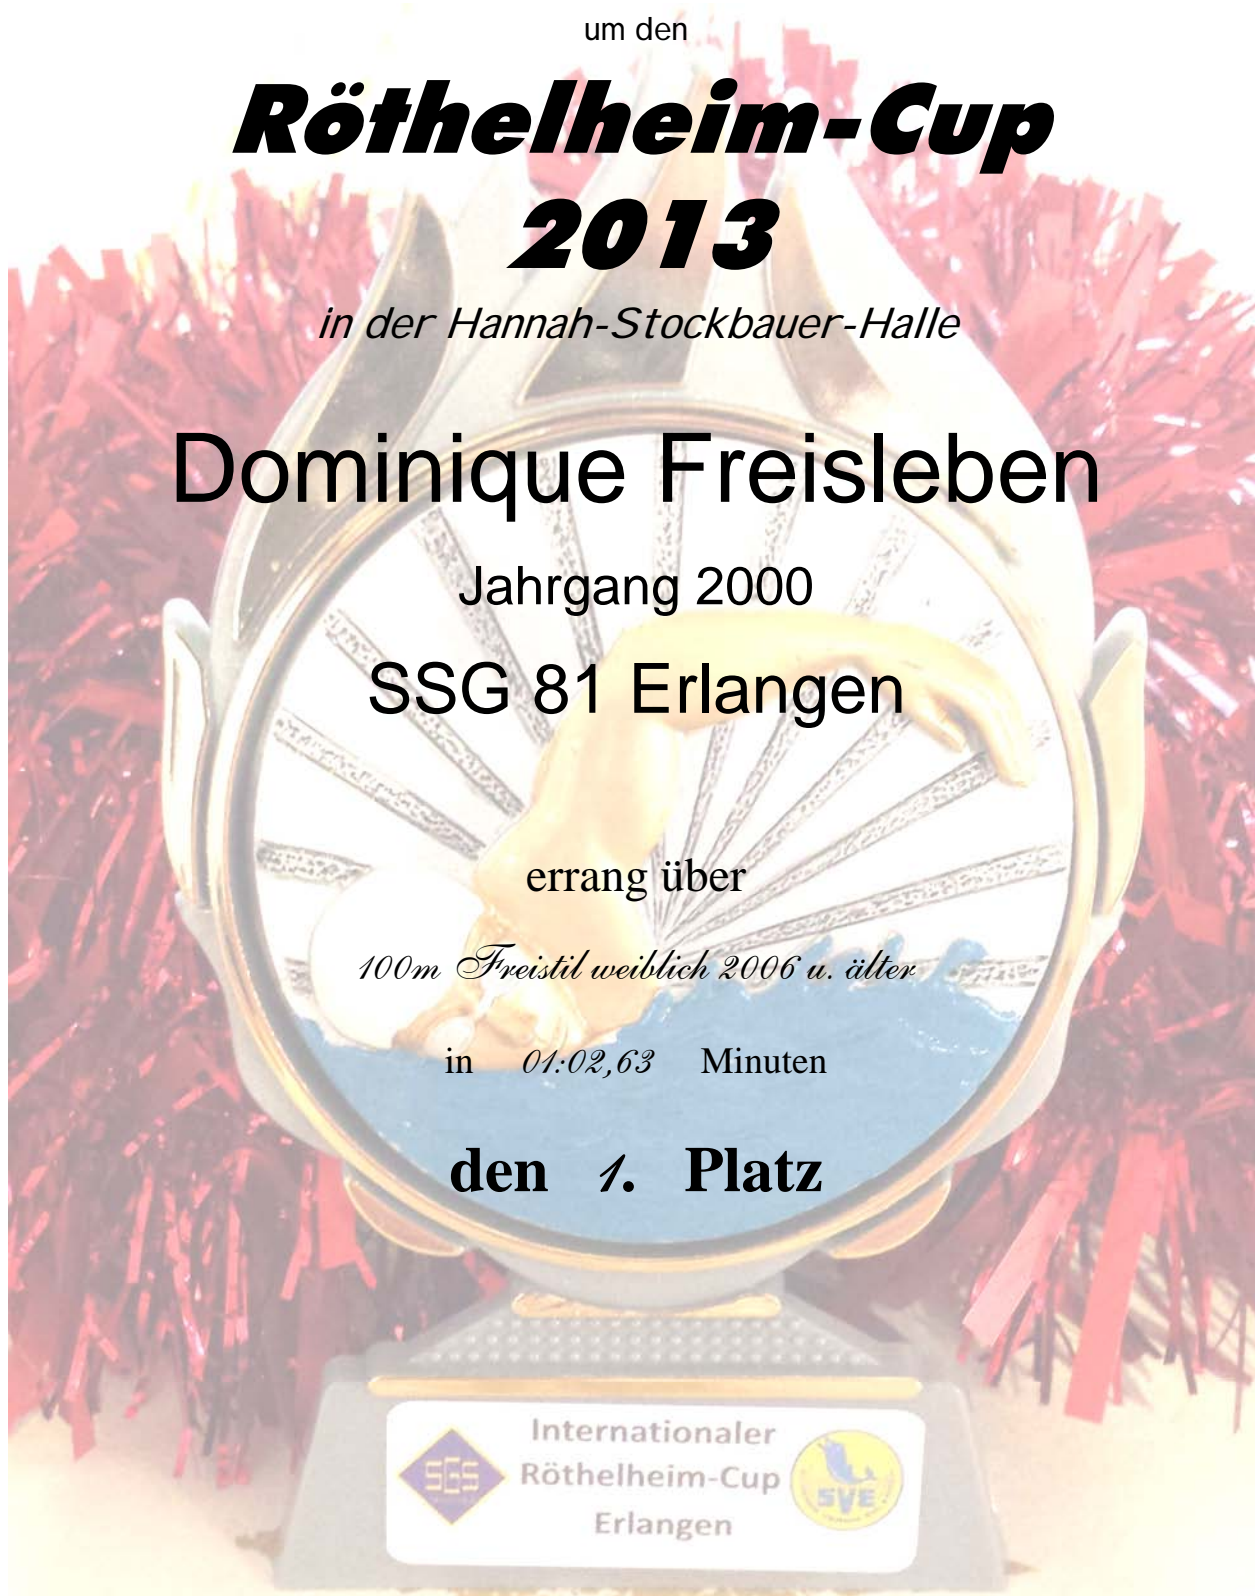 um den
Röthelheim-Cup
2013
in der Hannah-Stockbauer-Halle
Dominique Freisleben
Jahrgang 2000
SSG 81 Erlangen
errang über
100m Freistil weiblich 2006 u. älter
in 01:02,63 Minuten
den 1. Platz
Internationaler
SGS Röthelheim-Cup SVE
Erlangen